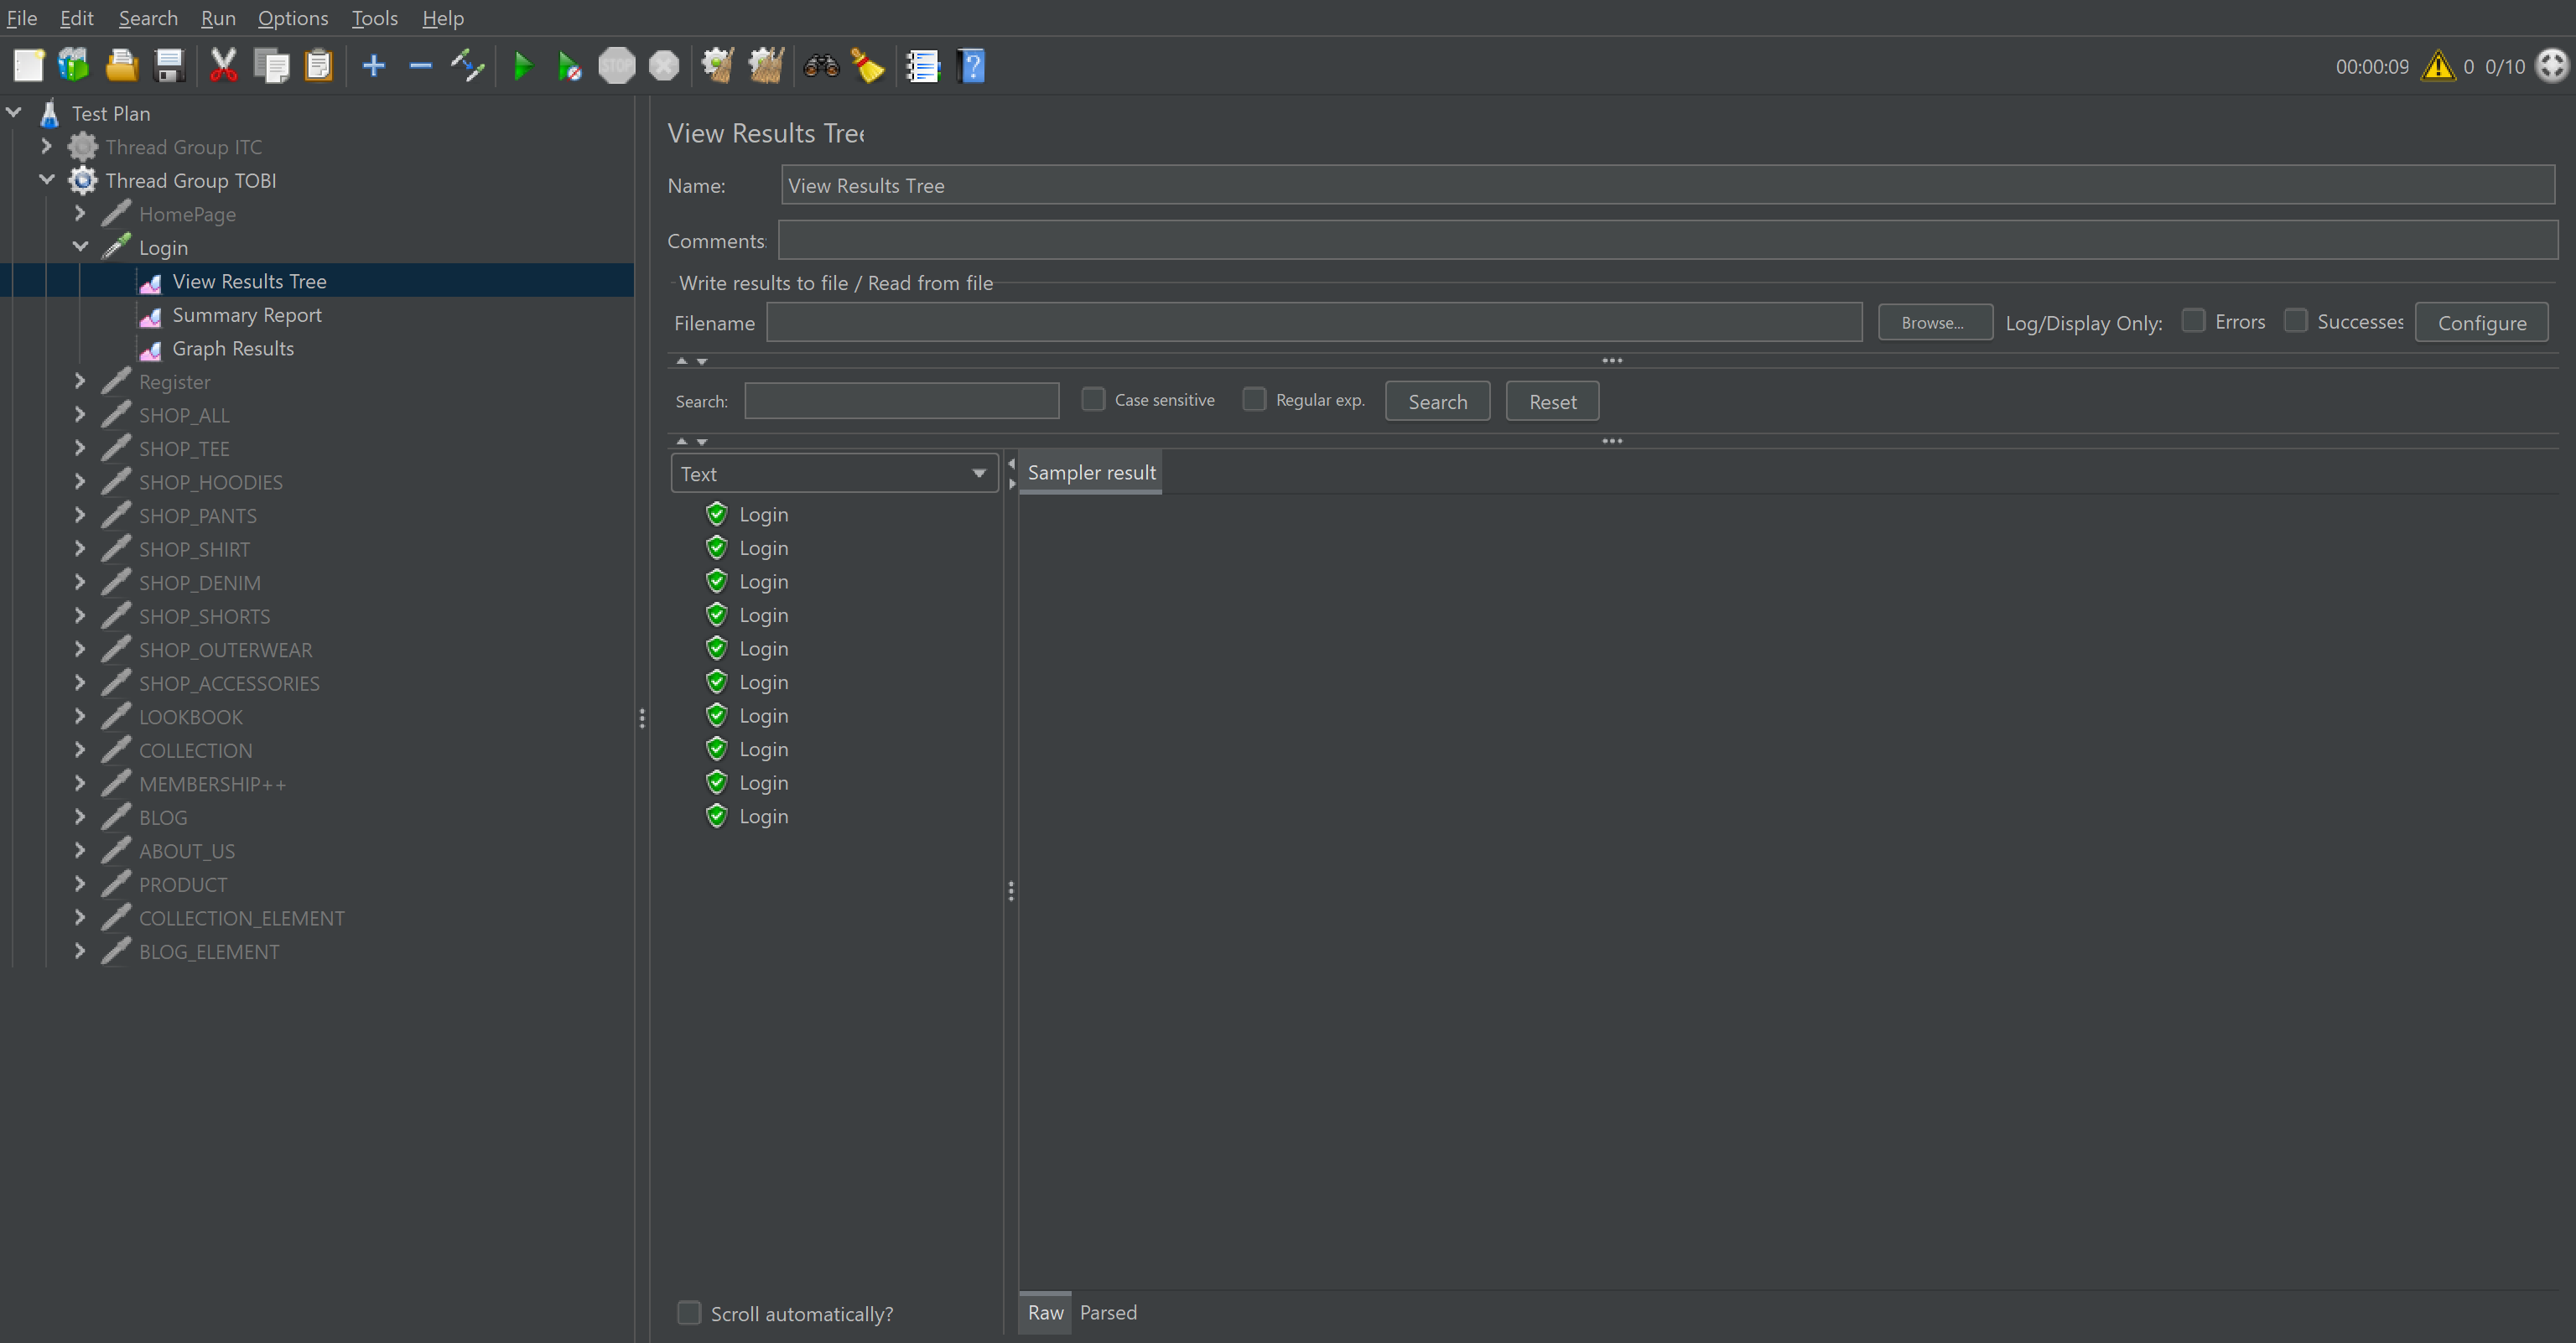 File Edit Search Run Options Tools Help
STOP 00:00:09 0 0/10
Test Plan
Thread Group ITC
Thread Group TOBI
HomePage
Login
View Results Tree
Summary Report
Graph Results
Register
SHOP_ALL
SHOP_TEE
SHOP_HOODIES
SHOP_PANTS
SHOP_SHIRT
SHOP_DENIM
SHOP_SHORTS
SHOP_OUTERWEAR
SHOP_ACCESSORIES
LOOKBOOK
COLLECTION
MEMBERSHIP++
BLOG
ABOUT_US
PRODUCT
COLLECTION_ELEMENT
BLOG_ELEMENT
View Results Tree
Name: View Results Tree
Comments:
Write results to file / Read from file
Filename Browse... Log/Display Only: Errors Successes Configure
Search: Case sensitive Regular exp. Search Reset
Text
Sampler result
Login
Login
Login
Login
Login
Login
Login
Login
Login
Login
Scroll automatically?
Raw Parsed